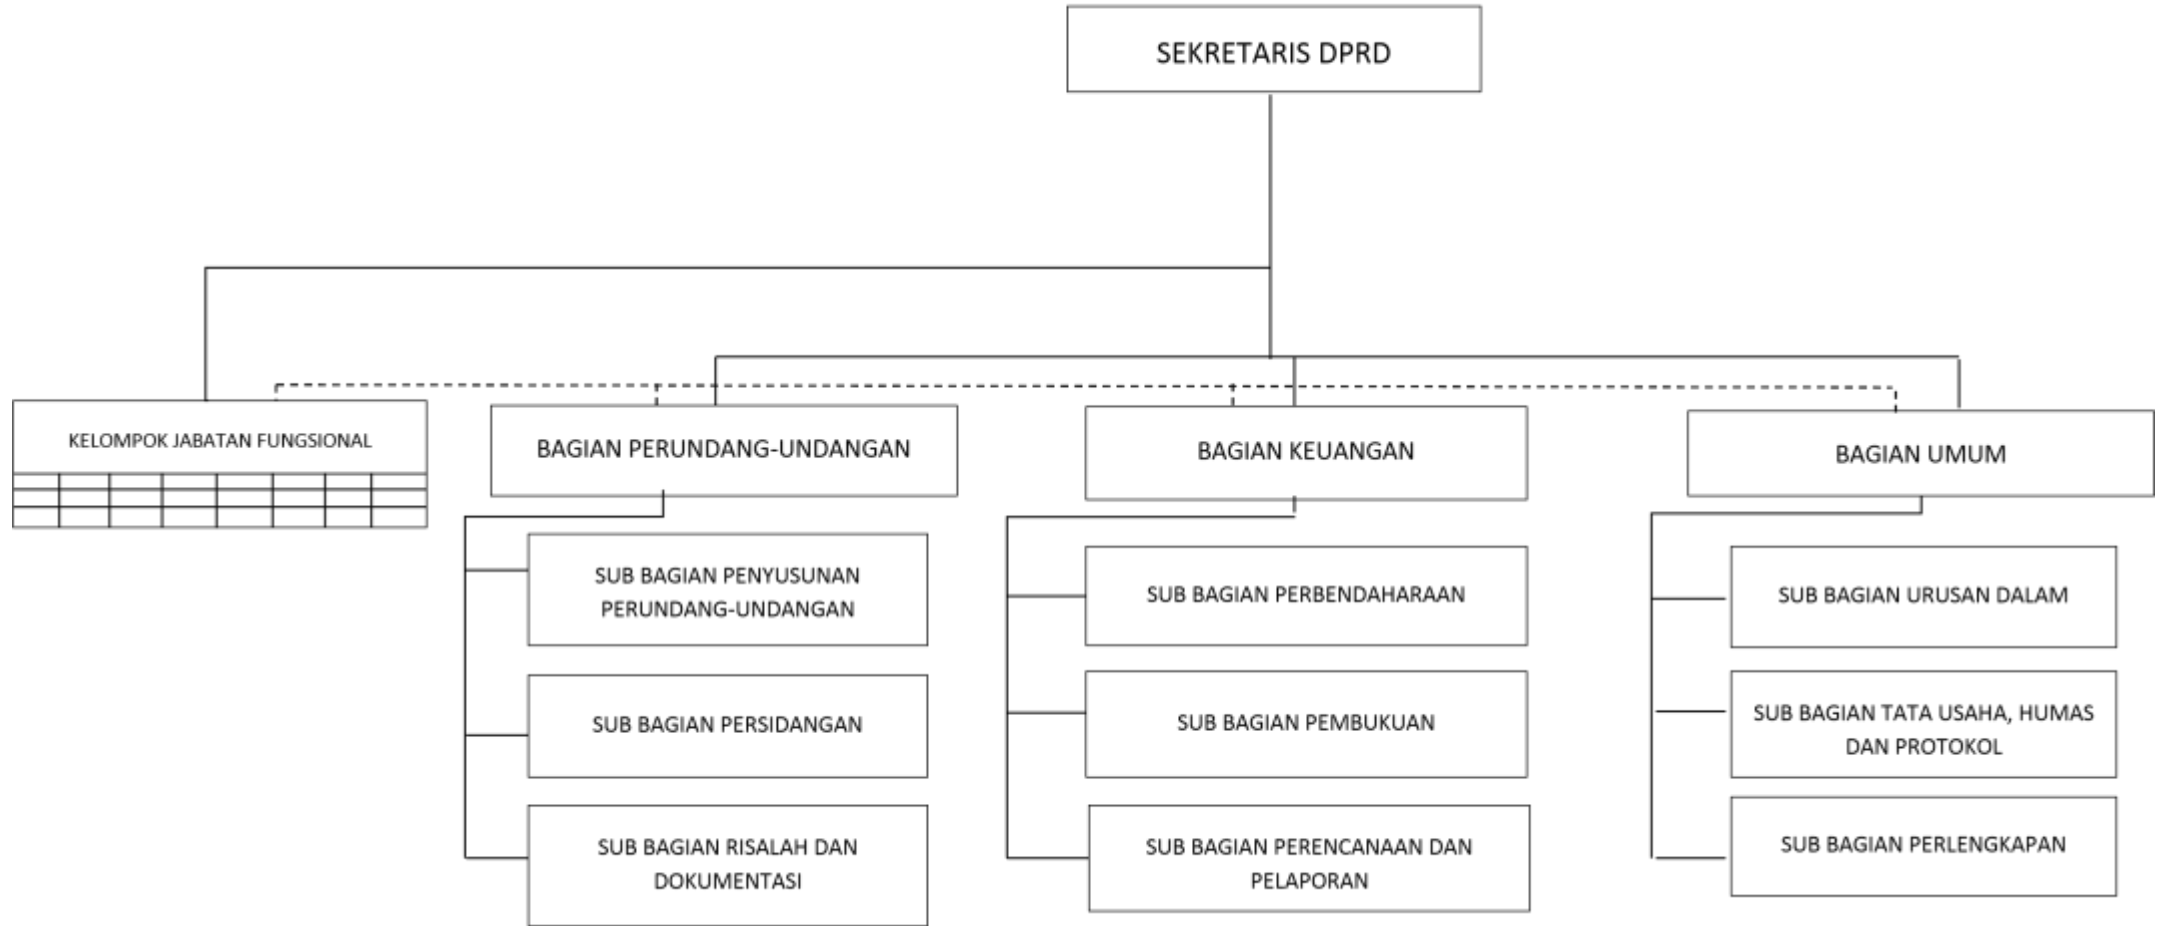 SEKRETARIS DPRD
KELOMPOK JABATAN FUNGSIONAL
BAGIAN PERUNDANG-UNDANGAN
BAGIAN KEUANGAN
BAGIAN UMUM
SUB BAGIAN PENYUSUNAN
PERUNDANG-UNDANGAN
SUB BAGIAN PERSIDANGAN
SUB BAGIAN RISALAH DAN
DOKUMENTASI
SUB BAGIAN PERBENDAHARAAN
SUB BAGIAN PEMBUKUAN
SUB BAGIAN PERENCANAAN DAN
PELAPORAN
SUB BAGIAN URUSAN DALAM
SUB BAGIAN TATA USAHA, HUMAS
DAN PROTOKOL
SUB BAGIAN PERLENGKAPAN